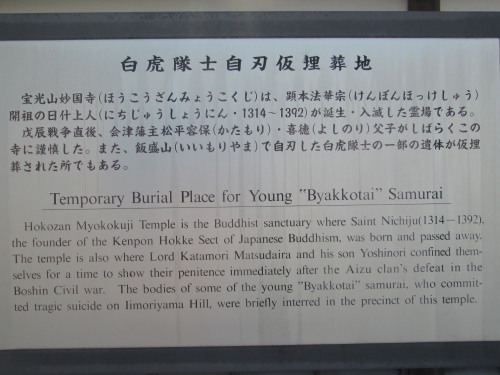 白虎隊士自刃仮埋葬地
宝光山妙国寺(ほうこうざんみょうこくじ)は、顕本法華宗(けんぽんほっけしゅう)
開祖の日什上人(にちじゅうしょうにん・1314～1392)が誕生・入滅した霊場である。
戊辰戦争直後、会津藩主松平容保(かたもり)・喜徳(よしのり)父子がしばらくこの
寺に謹慎した。また、飯盛山(いいもりやま)で自刃した白虎隊士の一部の遺体が仮埋
葬された所でもある。
Temporary Burial Place for Young "Byakkotai" Samurai
Hokozan Myokokuji Temple is the Buddhist sanctuary where Saint Nichiju(1314－1392),
the founder of the Kenpon Hokke Sect of Japanese Buddhism, was born and passed away.
The temple is also where Lord Katamori Matsudaira and his son Yoshinori confined them-
selves for a time to show their penitence immediately after the Aizu clan's defeat in the
Boshin Civil war. The bodies of some of the young "Byakkotai" samurai, who commit-
ted tragic suicide on Iimoriyama Hill, were briefly interred in the precinct of this temple.